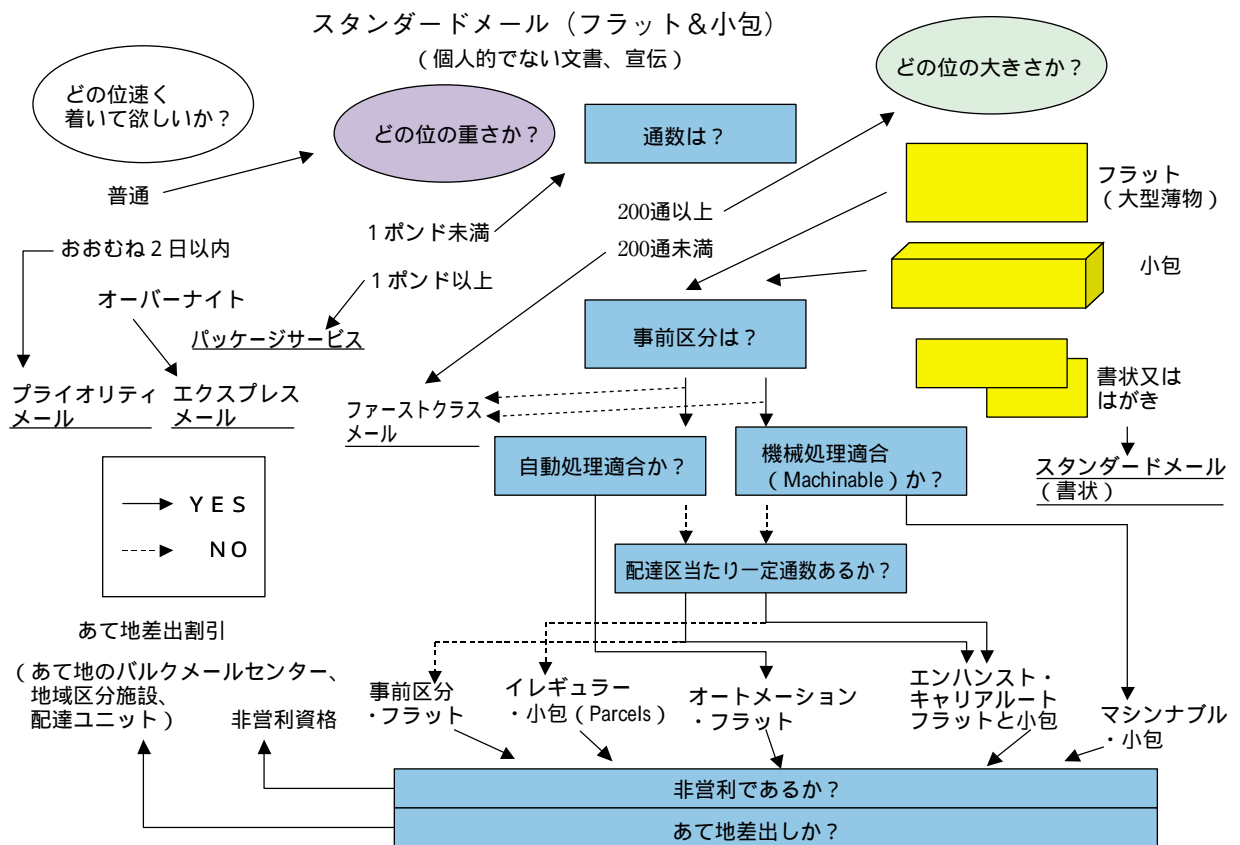 スタンダードメール（フラット＆小包）
（個人的でない文書、宣伝）
どの位速く
着いて欲しいか？
どの位の重さか？
通数は？
どの位の大きさか？
普通
おおむね２日以内
オーバーナイト
１ポンド未満
１ポンド以上
200通以上
200通未満
フラット
（大型薄物）
小包
書状又は
はがき
スタンダードメール
（書状）
パッケージサービス
プライオリティ
メール
エクスプレス
メール
ファーストクラス
メール
事前区分は？
自動処理適合か？
機械処理適合
（Machinable）か？
配達区当たり一定通数あるか？
ＹＥＳ
ＮＯ
あて地差出割引
（あて地のバルクメールセンター、
地域区分施設、
配達ユニット）
非営利資格
事前区分
・フラット
イレギュラー
・小包（Parcels）
オートメーション
・フラット
エンハンスト・
キャリアルート
フラットと小包
マシンナブル
・小包
非営利であるか？
あて地差出しか？